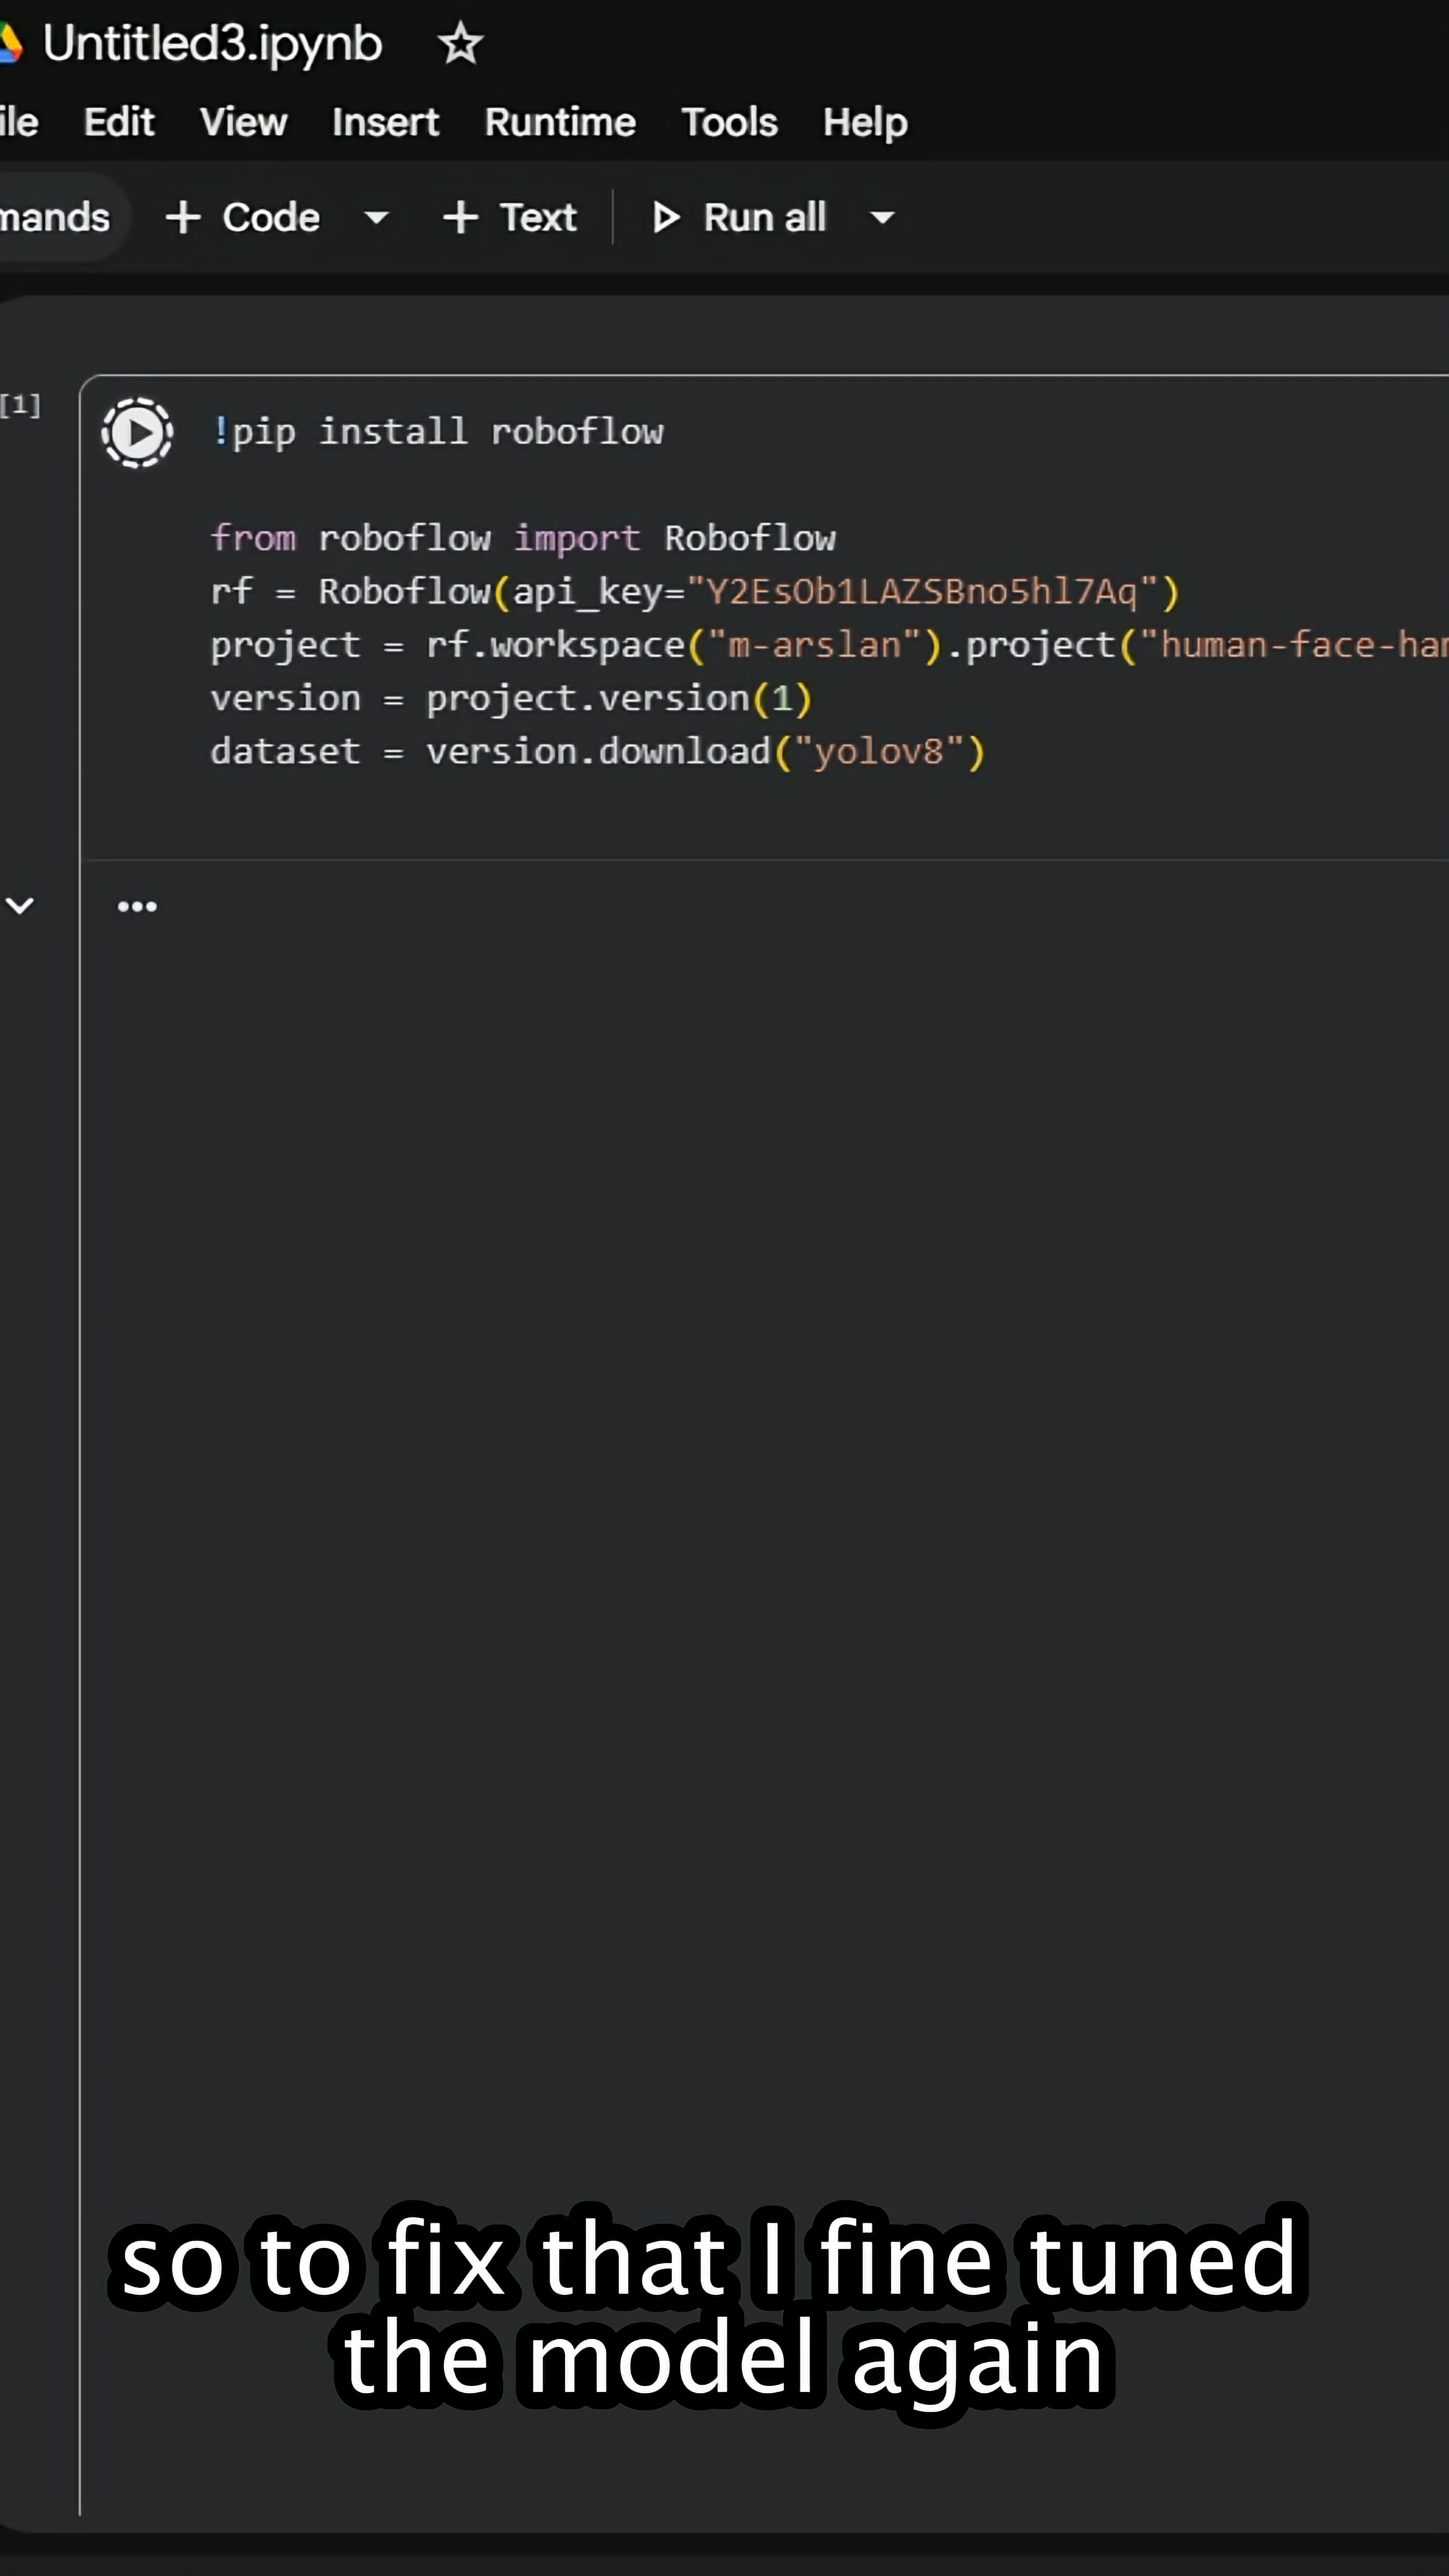 Untitled3.ipynb
ile Edit View Insert Runtime Tools Help
mands + Code + Text Run all
[1]
!pip install roboflow
from roboflow import Roboflow
rf = Roboflow(api_key="Y2EsOb1LAZSBno5hl7Aq")
project = rf.workspace("m-arslan").project("human-face-han
version = project.version(1)
dataset = version.download("yolov8")
...
so to fix that I fine tuned
the model again